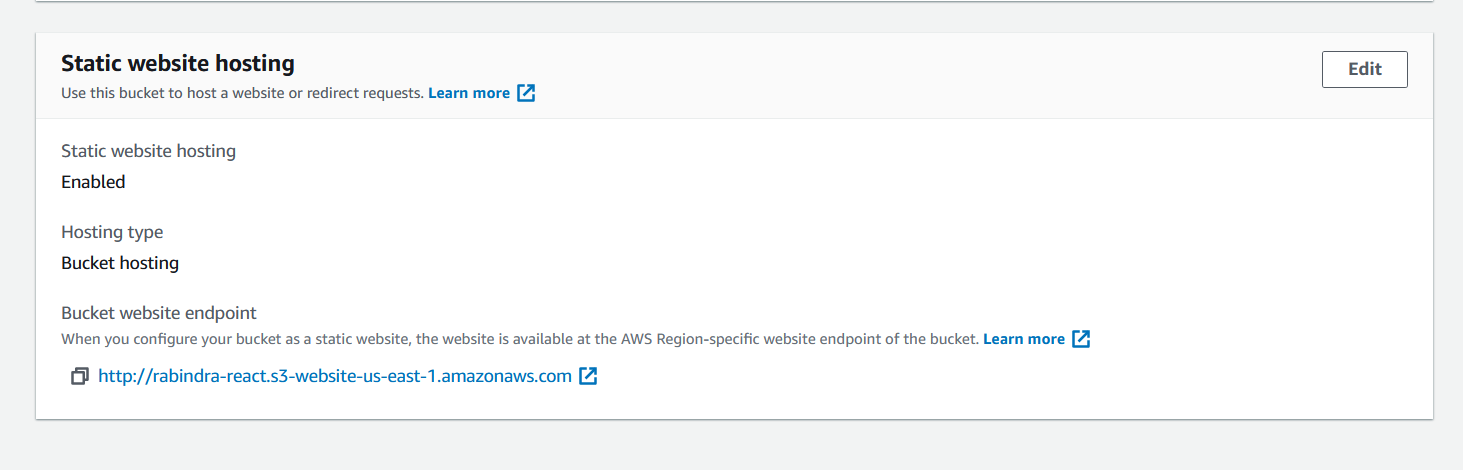 Static website hosting
Edit
Use this bucket to host a website or redirect requests. Learn more
Static website hosting
Enabled
Hosting type
Bucket hosting
Bucket website endpoint
When you configure your bucket as a static website, the website is available at the AWS Region-specific website endpoint of the bucket. Learn more
http://rabindra-react.s3-website-us-east-1.amazonaws.com